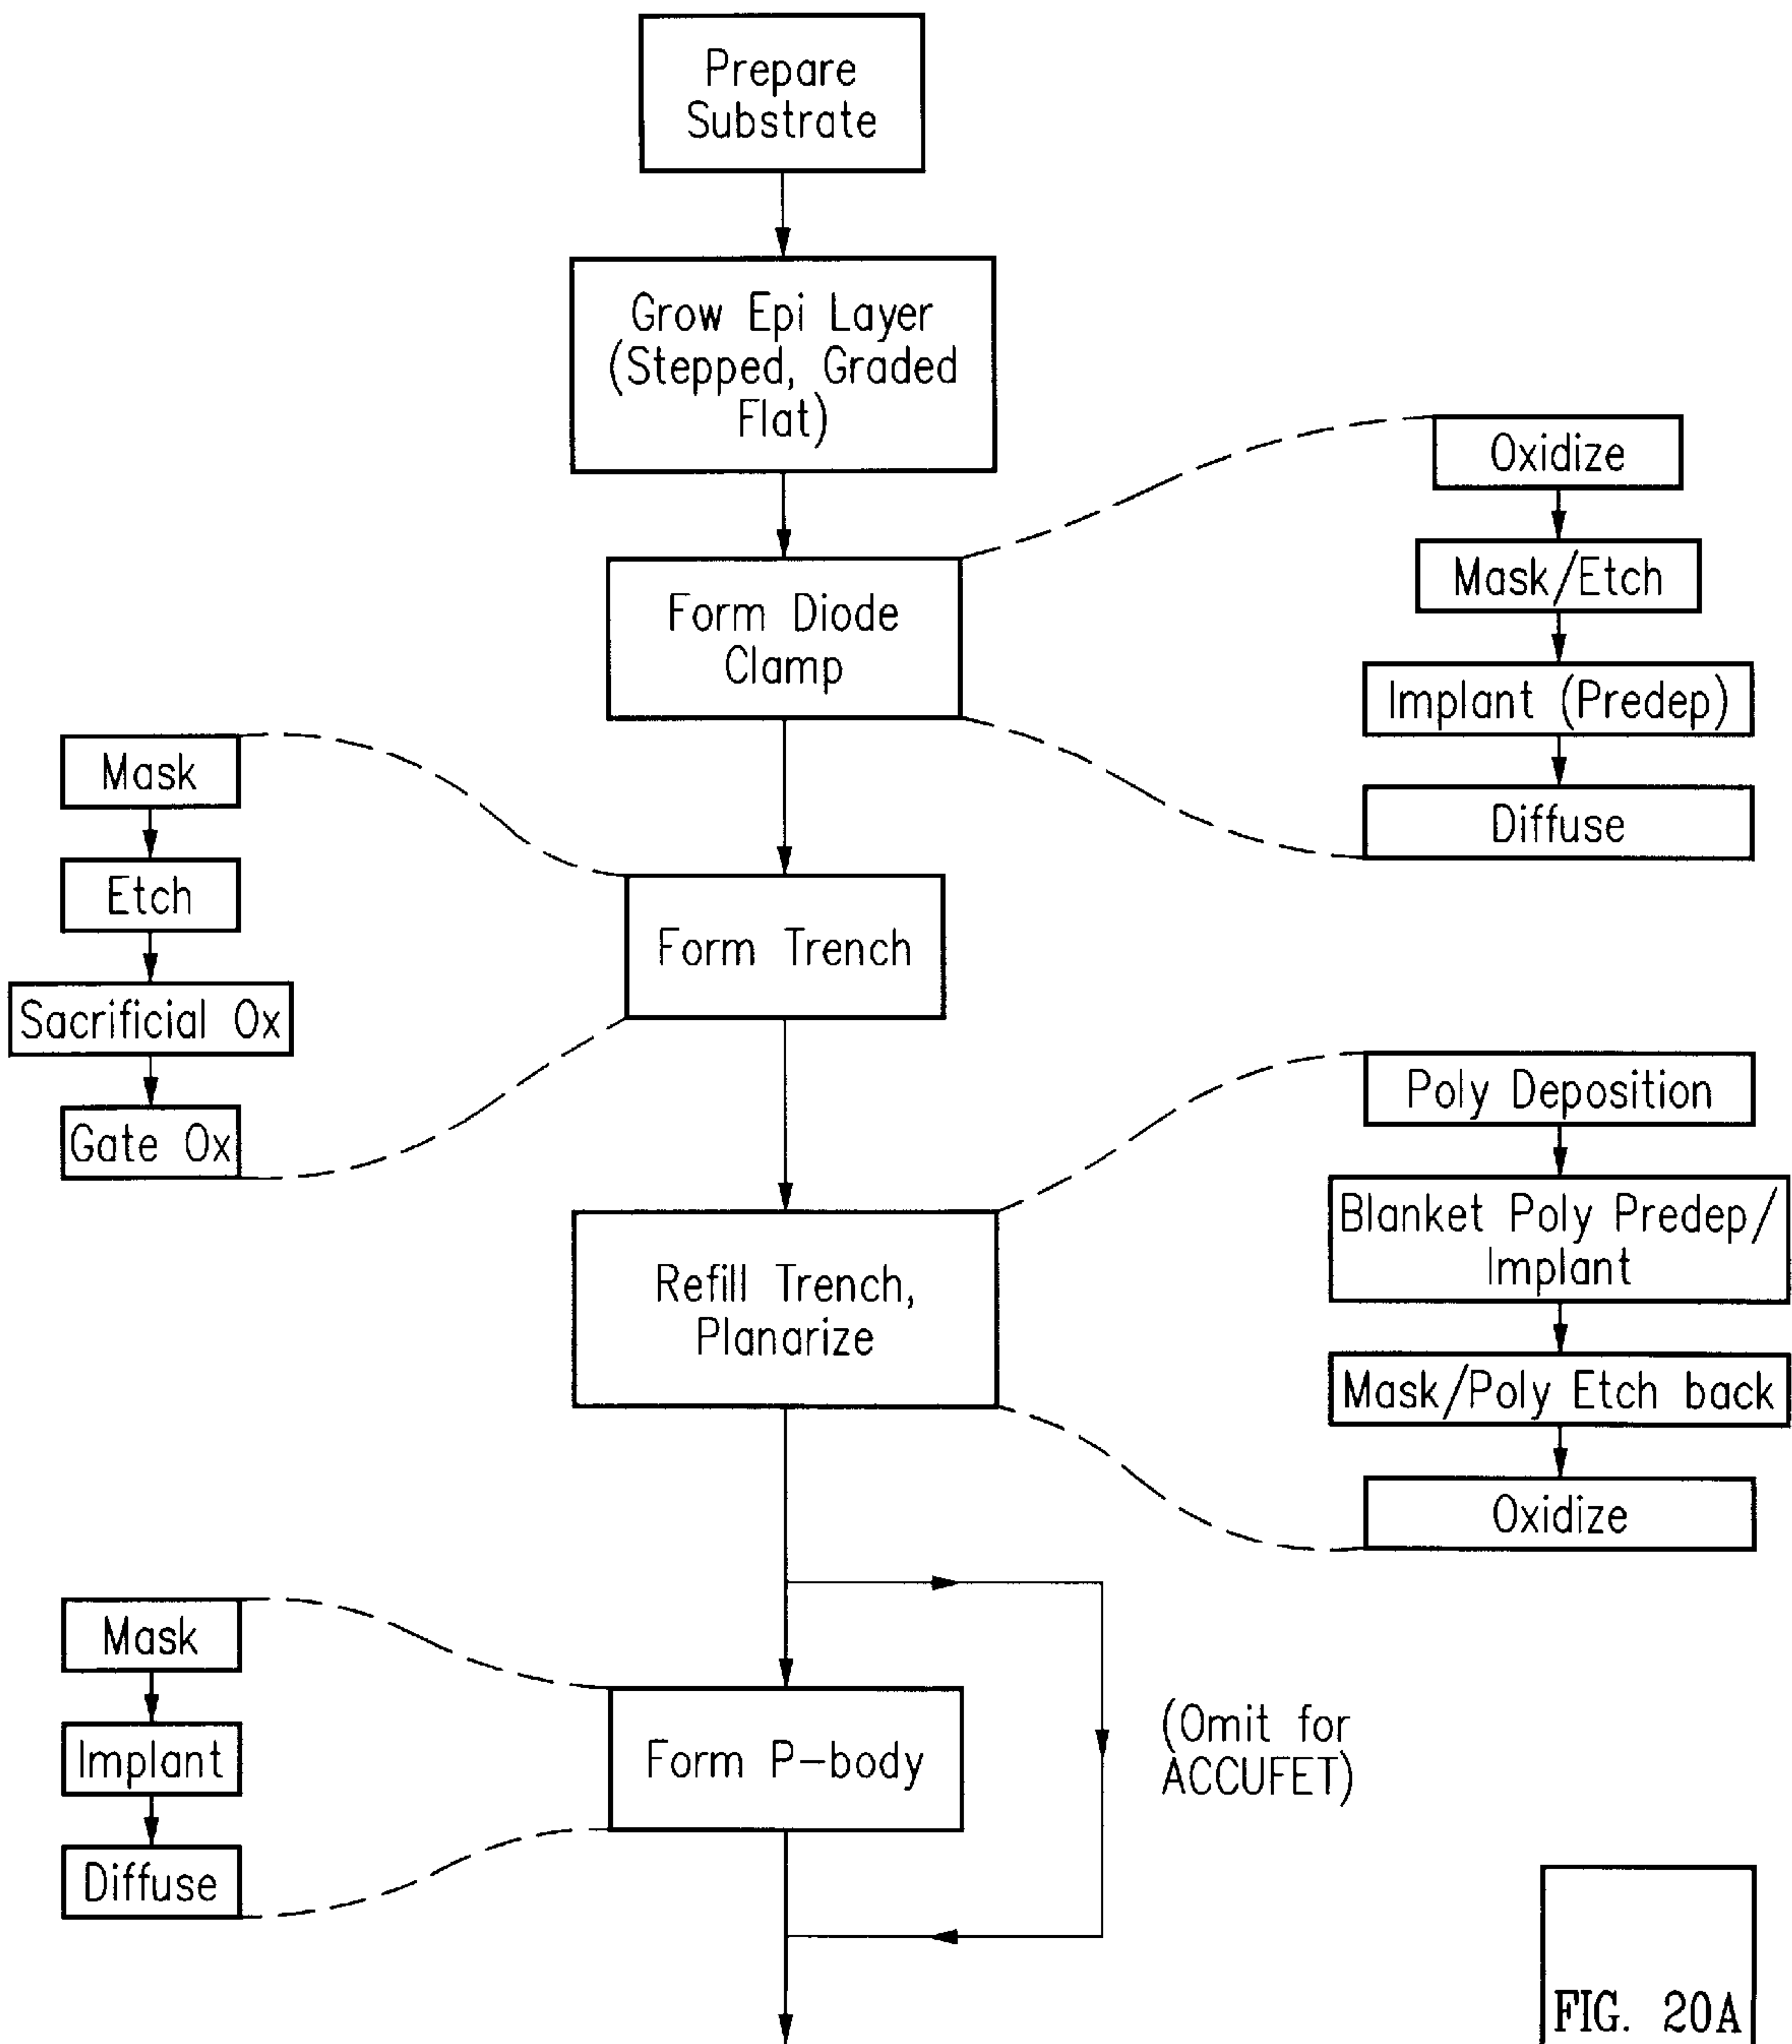 Prepare
Substrate
Grow Epi Layer
(Stepped, Graded
Flat)
Oxidize
Mask/Etch
Implant (Predep)
Diffuse
Form Diode
Clamp
Mask
Etch
Sacrificial Ox
Gate Ox
Form Trench
Poly Deposition
Blanket Poly Predep/
Implant
Mask/Poly Etch back
Oxidize
Refill Trench,
Planarize
Mask
Implant
Diffuse
Form P-body
(Omit for
ACCUFET)
FIG. 20A